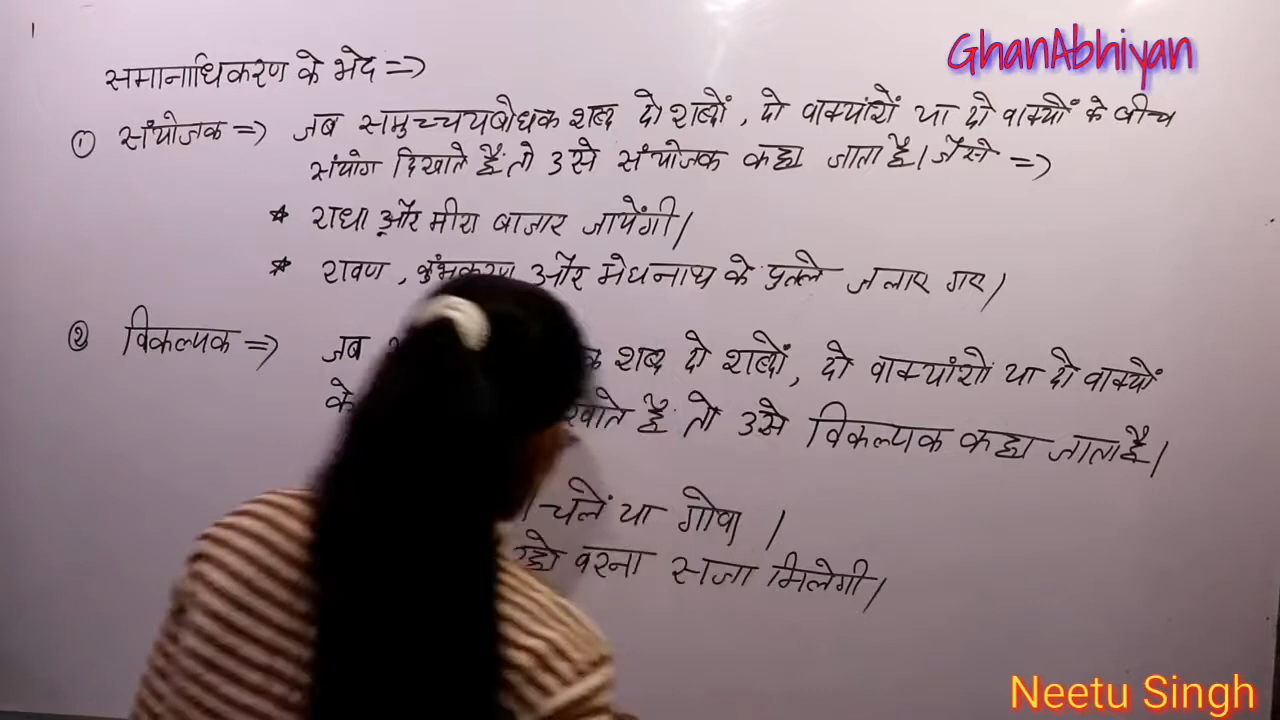 GhanAbhiyan
समानाधिकरण के भेद =>
① संयोजक => जब समुच्चयबोधक शब्द दो शब्दों, दो वाक्यांशों या दो वाक्यों के बीच
संयोग दिखाते हैं तो उसे संयोजक कहा जाता है। जैसे =>
* राधा और मीरा बाजार जायेंगी।
* रावण, कुंभकरण और मेघनाथ के पुतले जलाए गए।
② विकल्पक => जब शब्द दो शब्दों, दो वाक्यांशों या दो वाक्यों
के तो उसे विकल्पक कहा जाता है।
चलें या गोवा।
वरना सजा मिलेगी।
Neetu Singh